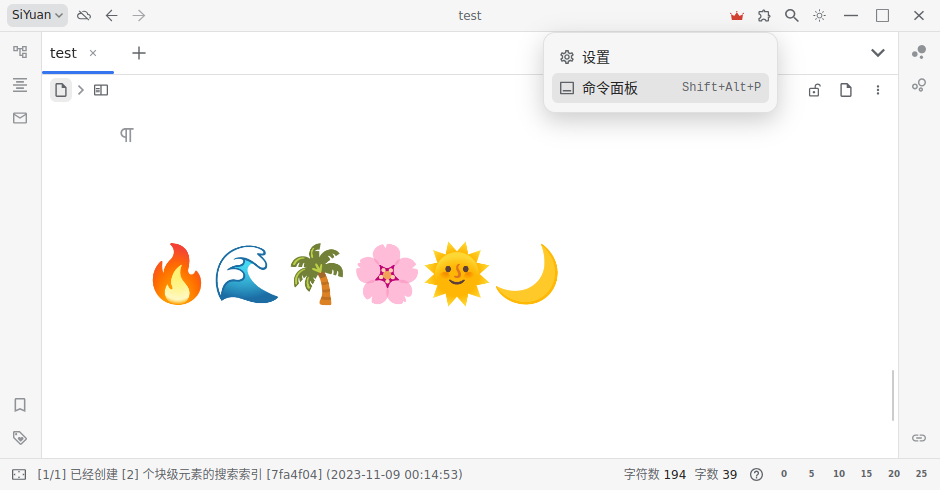 SiYuan
test
test
设置
命令面板 Shift+Alt+P
¶
🔥🌊🌴🌸🌞🌙
[1/1] 已经创建 [2] 个块级元素的搜索索引 [7fa4f04] (2023-11-09 00:14:53) 字符数 194 字数 39 0 5 10 15 20 25